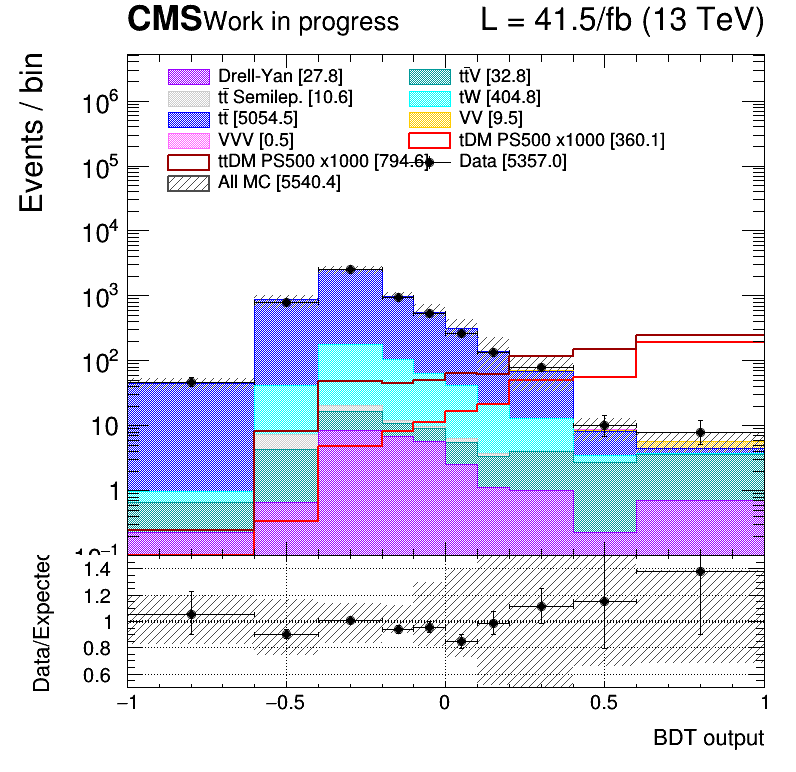 CMS Work in progress L = 41.5/fb (13 TeV)
Events / bin
Drell-Yan [27.8] tt̄V [32.8]
tt̄ Semilep. [10.6] tW [404.8]
tt̄ [5054.5] VV [9.5]
VVV [0.5] tDM PS500 x1000 [360.1]
ttDM PS500 x1000 [794.6] Data [5357.0]
All MC [5540.4]
10⁶
10⁵
10⁴
10³
10²
10
1
10⁻¹
Data/Expected
1.4
1.2
1
0.8
0.6
−1 −0.5 0 0.5 1
BDT output